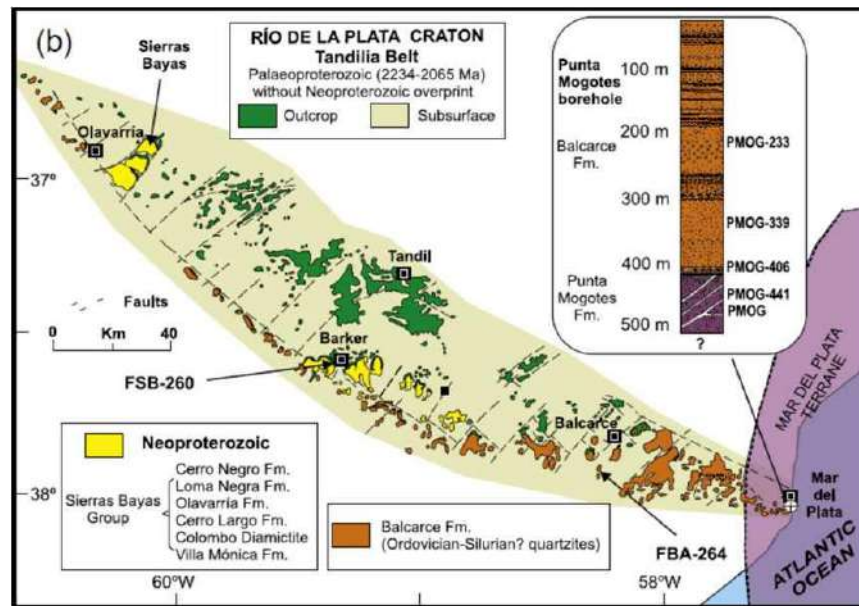 (b)
Sierras
Bayas
RÍO DE LA PLATA CRATON
Tandilia Belt
Palaeoproterozoic (2234-2065 Ma)
without Neoproterozoic overprint
Outcrop
Subsurface
Olavarria
37°
Tandil
Faults
0 Km 40
Barker
FSB-260
Balcarce
38°
Punta
Mogotes
borehole
Balcarce
Fm.
Punta
Mogotes
Fm.
100 m
200 m
300 m
400 m
500 m
PMOG-233
PMOG-339
PMOG-406
PMOG-441
PMOG
?
MAR DEL PLATA
TERRANE
Mar
del
Plata
ATLANTIC
OCEAN
Neoproterozoic
Sierras Bayas
Group
Cerro Negro Fm.
Loma Negra Fm.
Olavarría Fm.
Cerro Largo Fm.
Colombo Diamictite
Villa Mónica Fm.
Balcarce Fm.
(Ordovician-Silurian? quartzites)
FBA-264
60°W
58°W